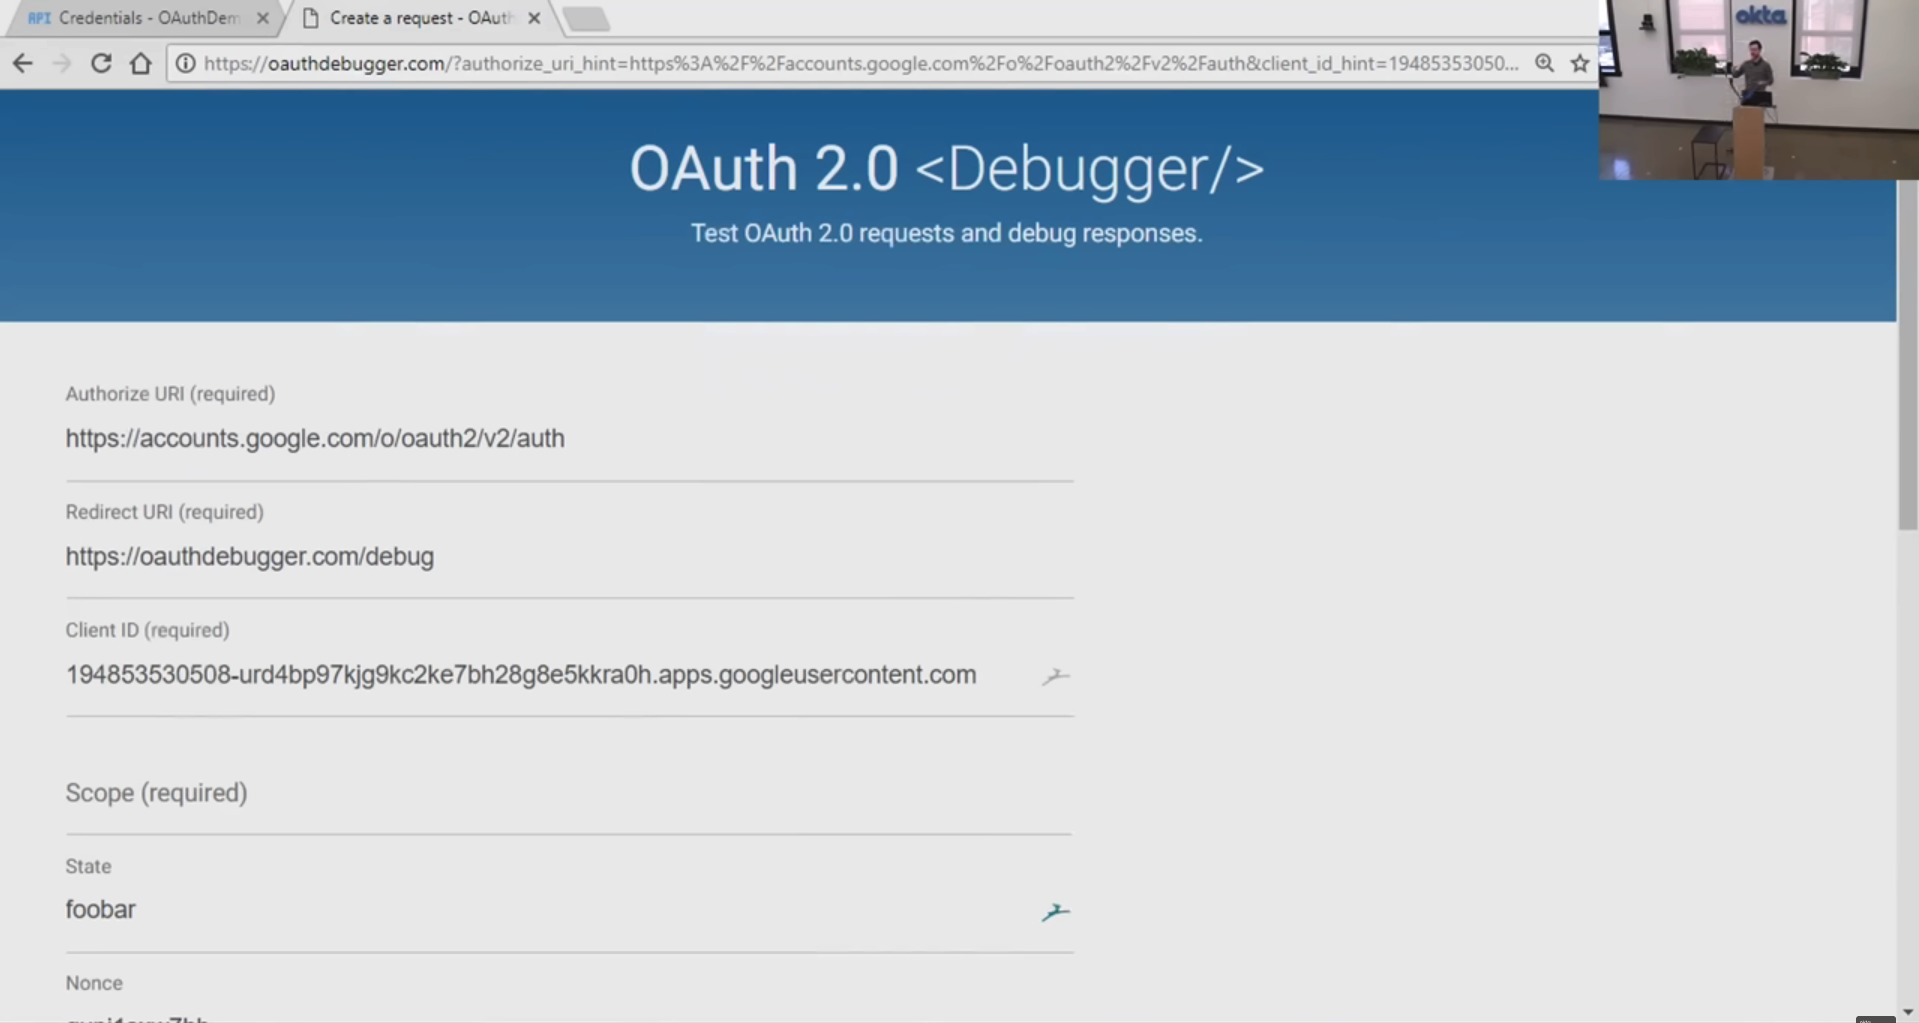 API Credentials - OAuthDem
Create a request - OAuth
https://oauthdebugger.com/?authorize_uri_hint=https%3A%2F%2Faccounts.google.com%2Fo%2Foauth2%2Fv2%2Fauth&client_id_hint=19485353050...
okta
OAuth 2.0 <Debugger/>
Test OAuth 2.0 requests and debug responses.
Authorize URI (required)
https://accounts.google.com/o/oauth2/v2/auth
Redirect URI (required)
https://oauthdebugger.com/debug
Client ID (required)
194853530508-urd4bp97kjg9kc2ke7bh28g8e5kkra0h.apps.googleusercontent.com
Scope (required)
State
foobar
Nonce